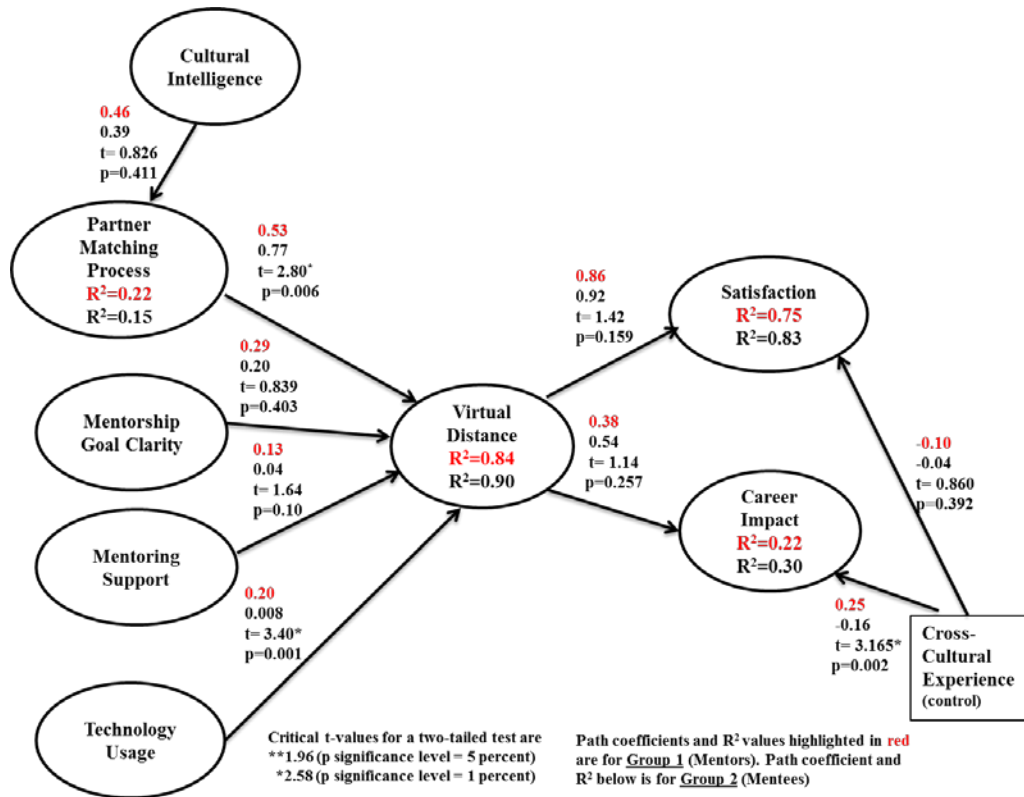 Cultural
Intelligence
0.46
0.39
t= 0.826
p=0.411
Partner
Matching
Process
R²=0.22
R²=0.15
0.53
0.77
t= 2.80*
p=0.006
0.86
0.92
t= 1.42
p=0.159
Satisfaction
R²=0.75
R²=0.83
0.29
0.20
t= 0.839
p=0.403
Mentorship
Goal Clarity
Virtual
Distance
R²=0.84
R²=0.90
0.38
0.54
t= 1.14
p=0.257
-0.10
-0.04
t= 0.860
p=0.392
0.13
0.04
t= 1.64
p=0.10
Career
Impact
R²=0.22
R²=0.30
Mentoring
Support
0.20
0.008
t= 3.40*
p=0.001
0.25
-0.16
t= 3.165*
p=0.002
Cross-
Cultural
Experience
(control)
Technology
Usage
Critical t-values for a two-tailed test are
**1.96 (p significance level = 5 percent)
*2.58 (p significance level = 1 percent)
Path coefficients and R² values highlighted in red
are for Group 1 (Mentors). Path coefficient and
R² below is for Group 2 (Mentees)